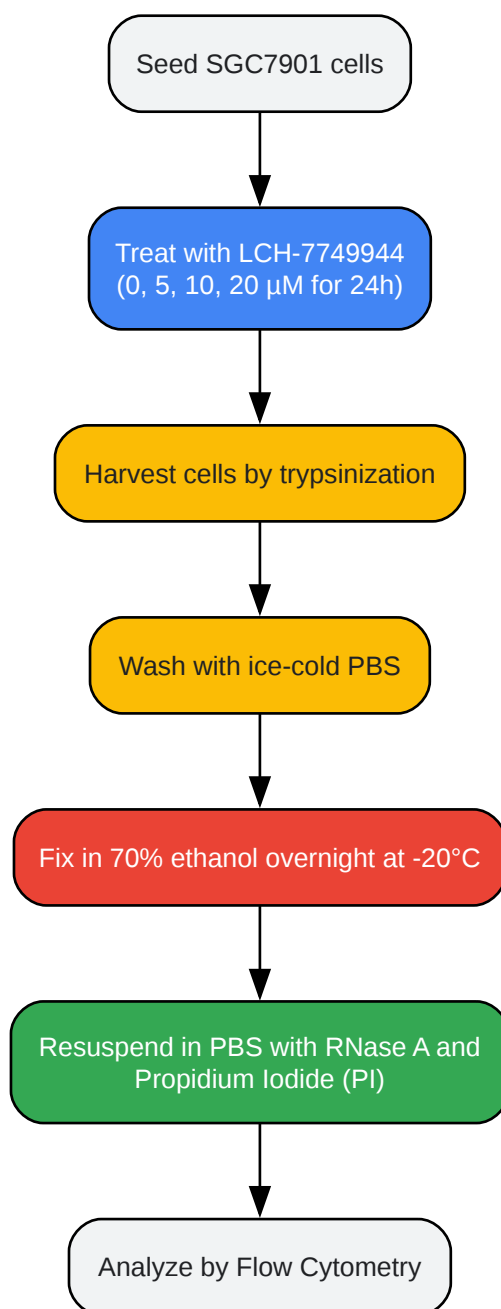 Seed SGC7901 cells
Treat with LCH-7749944
(0, 5, 10, 20 µM for 24h)
Harvest cells by trypsinization
Wash with ice-cold PBS
Fix in 70% ethanol overnight at -20°C
Resuspend in PBS with RNase A and
Propidium Iodide (PI)
Analyze by Flow Cytometry